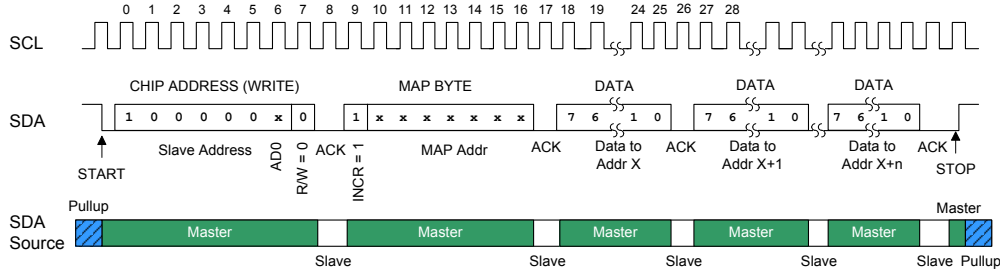 0 1 2 3 4 5 6 7 8 9 10 11 12 13 14 15 16 17 18 19 24 25 26 27 28
SCL
CHIP ADDRESS (WRITE) MAP BYTE DATA DATA DATA
SDA 1 0 0 0 0 0 x 0 1 x x x x x x x 7 6 1 0 7 6 1 0 7 6 1 0
Slave Address AD0 R/W = 0 ACK INCR = 1 MAP Addr ACK Data to ACK Data to Data to ACK
Addr X Addr X+1 Addr X+n
START STOP
Pullup Master
SDA Master Master Master Master Master
Source
Slave Slave Slave Slave Slave Pullup